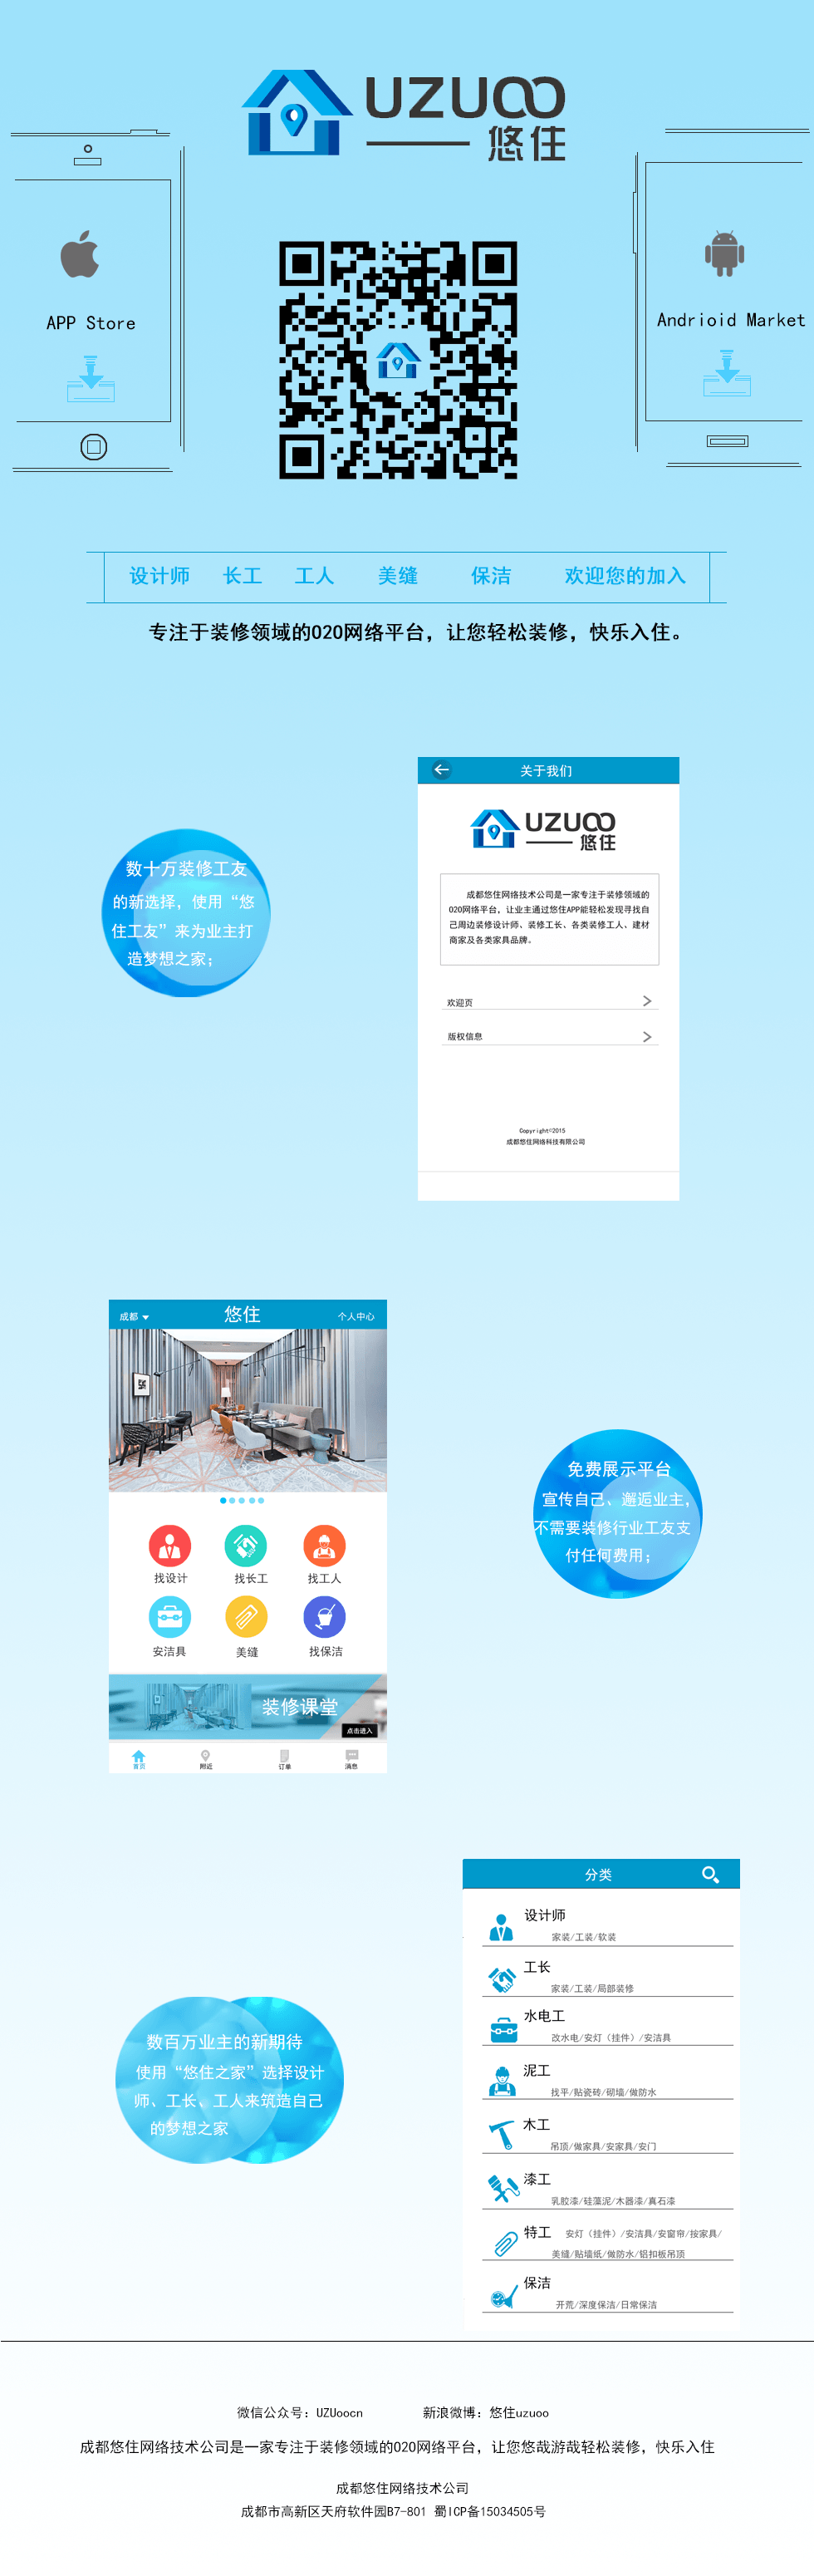 UZUOO
悠住
APP Store
Andrioid Market
设计师 长工 工人 美缝 保洁 欢迎您的加入
专注于装修领域的O2O网络平台，让您轻松装修，快乐入住。
关于我们
UZUOO
悠住
成都悠住网络技术公司是一家专注于装修领域的
O2O网络平台，让业主通过悠住APP能轻松发现寻找自
己周边装修设计师、装修工长、各类装修工人、建材
商家及各类家具品牌。
欢迎页
版权信息
Copyright©2015
成都悠住网络科技有限公司
数十万装修工友
的新选择，使用“悠
住工友”来为业主打
造梦想之家；
成都 悠住 个人中心
找设计 找长工 找工人
安洁具 美缝 找保洁
装修课堂
点击进入
首页 附近 订单 消息
免费展示平台
宣传自己、邂逅业主，
不需要装修行业工友支
付任何费用；
分类
设计师
家装/工装/软装
工长
家装/工装/局部装修
水电工
改水电/安灯（挂件）/安洁具
泥工
找平/贴瓷砖/砌墙/做防水
木工
吊顶/做家具/安家具/安门
漆工
乳胶漆/硅藻泥/木器漆/真石漆
特工 安灯（挂件）/安洁具/安窗帘/按家具/
美缝/贴墙纸/做防水/铝扣板吊顶
保洁
开荒/深度保洁/日常保洁
数百万业主的新期待
使用“悠住之家”选择设计
师、工长、工人来筑造自己
的梦想之家
微信公众号：UZUoocn 新浪微博：悠住uzuoo
成都悠住网络技术公司是一家专注于装修领域的O2O网络平台，让您悠哉游哉轻松装修，快乐入住
成都悠住网络技术公司
成都市高新区天府软件园B7-801 蜀ICP备15034505号